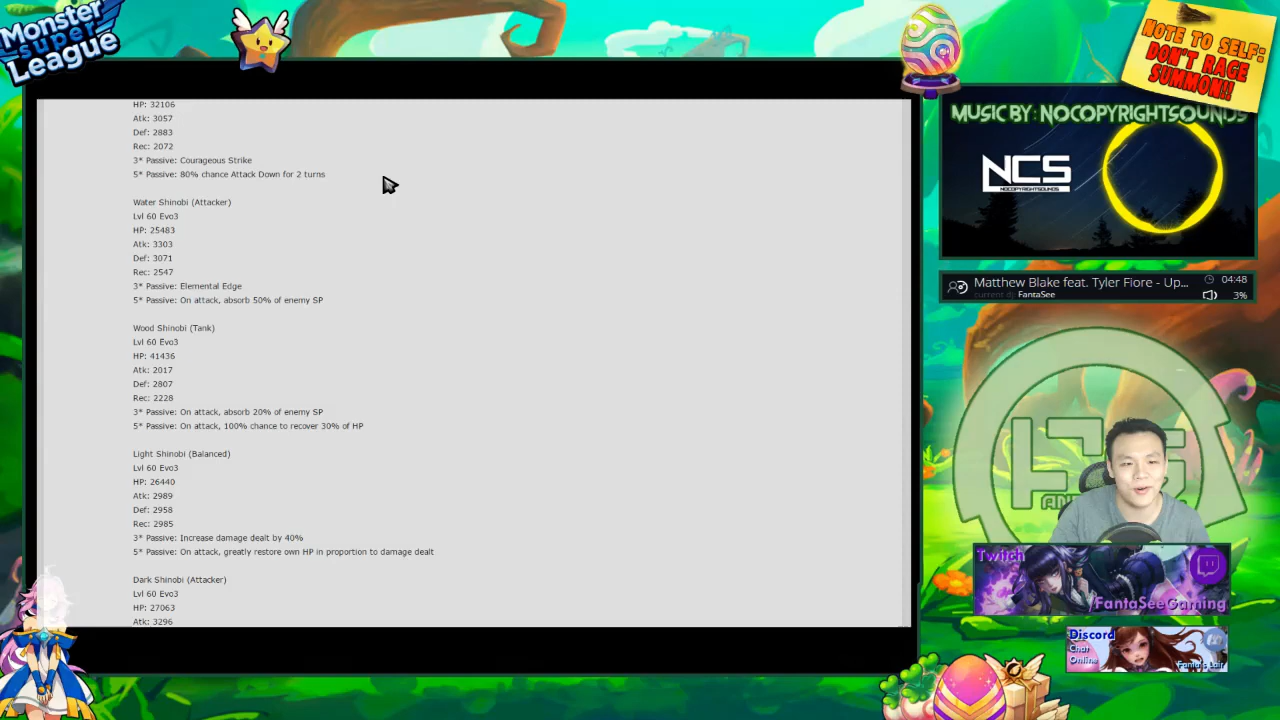 Monster
Super
League
NOTE TO SELF:
DON'T RAGE
SUMMON!!
HP: 32106
Atk: 3057
Def: 2883
Rec: 2072
3* Passive: Courageous Strike
5* Passive: 80% chance Attack Down for 2 turns
Water Shinobi (Attacker)
Lvl 60 Evo3
HP: 25483
Atk: 3303
Def: 3071
Rec: 2547
3* Passive: Elemental Edge
5* Passive: On attack, absorb 50% of enemy SP
Wood Shinobi (Tank)
Lvl 60 Evo3
HP: 41436
Atk: 2017
Def: 2807
Rec: 2228
3* Passive: On attack, absorb 20% of enemy SP
5* Passive: On attack, 100% chance to recover 30% of HP
Light Shinobi (Balanced)
Lvl 60 Evo3
HP: 26440
Atk: 2989
Def: 2958
Rec: 2985
3* Passive: Increase damage dealt by 40%
5* Passive: On attack, greatly restore own HP in proportion to damage dealt
Dark Shinobi (Attacker)
Lvl 60 Evo3
HP: 27063
Atk: 3296
MUSIC BY: NOCOPYRIGHTSOUNDS
NCS
NOCOPYRIGHTSOUNDS
Matthew Blake feat. Tyler Fiore - Up...
04:48
current dj FantaSee
3%
Twitch
FantaSeeGaming
Discord
Chat
Online
Fanta's Lair